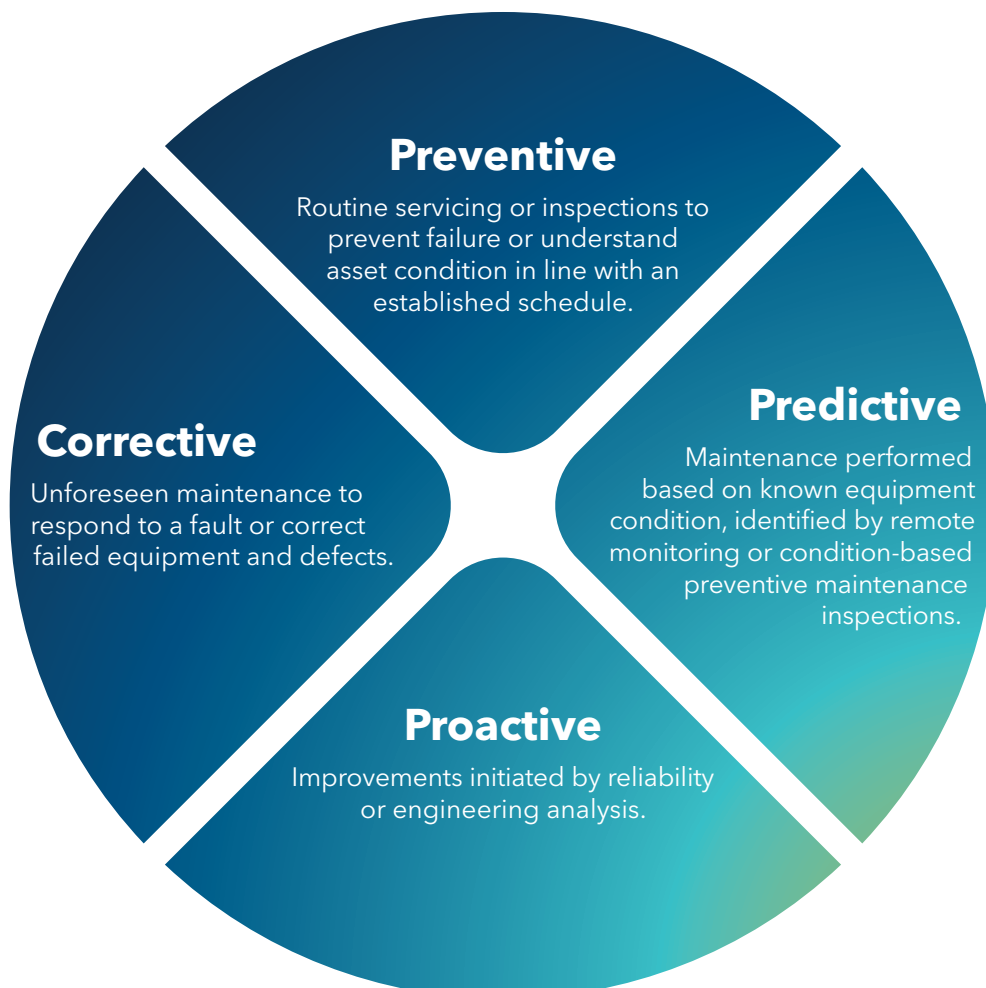 Preventive
Routine servicing or inspections to
prevent failure or understand
asset condition in line with an
established schedule.
Predictive
Maintenance performed
based on known equipment
condition, identified by remote
monitoring or condition-based
preventive maintenance
inspections.
Corrective
Unforeseen maintenance to
respond to a fault or correct
failed equipment and defects.
Proactive
Improvements initiated by reliability
or engineering analysis.